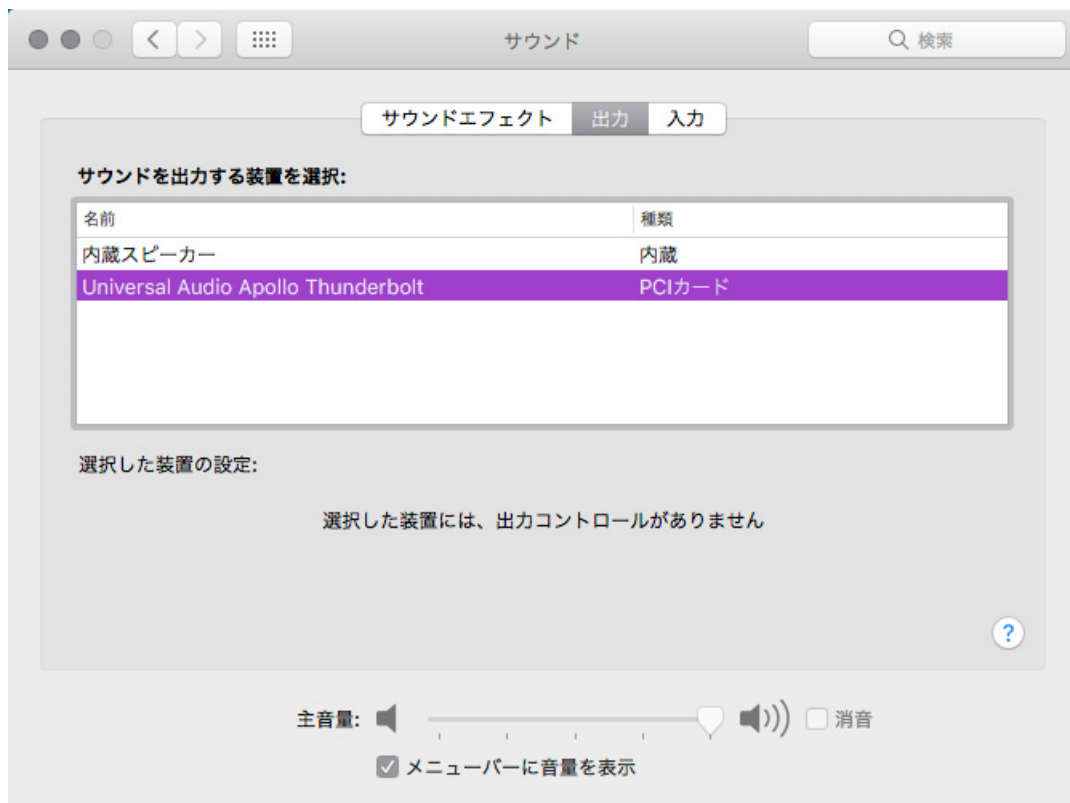 サウンド
検索
サウンドエフェクト 出力 入力
サウンドを出力する装置を選択:
名前 種類
内蔵スピーカー 内蔵
Universal Audio Apollo Thunderbolt PCIカード
選択した装置の設定:
選択した装置には、出力コントロールがありません
?
主音量: 消音
メニューバーに音量を表示